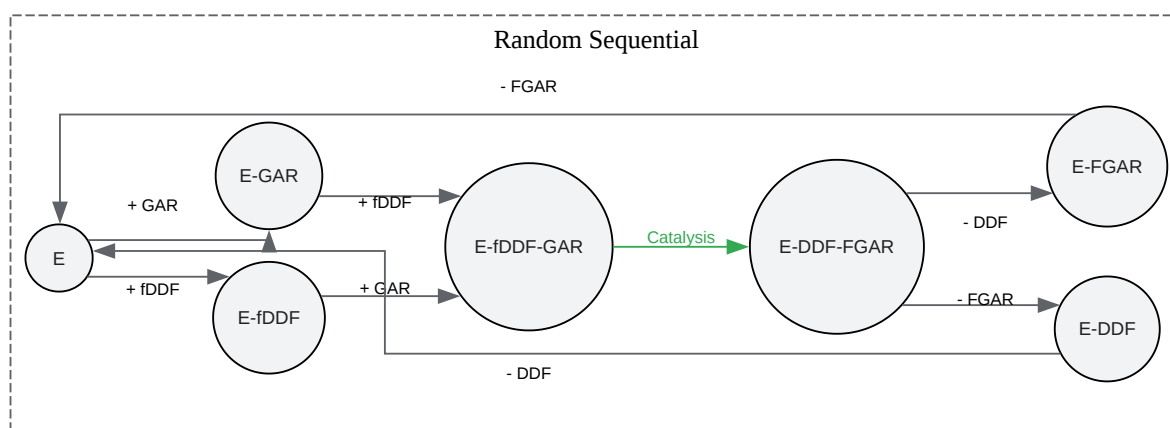 Random Sequential
- FGAR
E-GAR
E-FGAR
+ GAR
+ fDDF
- DDF
E
E-fDDF-GAR
Catalysis
E-DDF-FGAR
+ fDDF
E-fDDF
+ GAR
- FGAR
E-DDF
- DDF